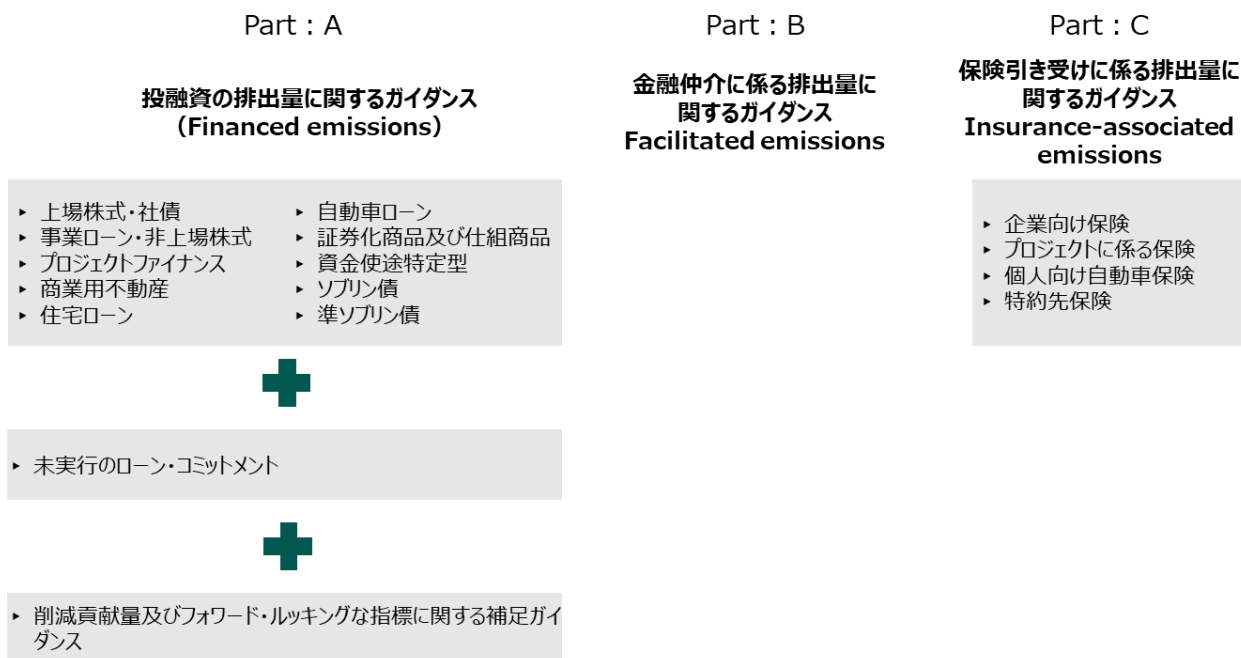 Part：A
投融資の排出量に関するガイダンス
（Financed emissions）
▸ 上場株式・社債
▸ 事業ローン・非上場株式
▸ プロジェクトファイナンス
▸ 商業用不動産
▸ 住宅ローン
▸ 自動車ローン
▸ 証券化商品及び仕組商品
▸ 資金使途特定型
▸ ソブリン債
▸ 準ソブリン債
▸ 未実行のローン・コミットメント
▸ 削減貢献量及びフォワード・ルッキングな指標に関する補足ガイ
ダンス
Part：B
金融仲介に係る排出量に
関するガイダンス
Facilitated emissions
Part：C
保険引き受けに係る排出量に
関するガイダンス
Insurance-associated
emissions
▸ 企業向け保険
▸ プロジェクトに係る保険
▸ 個人向け自動車保険
▸ 特約先保険